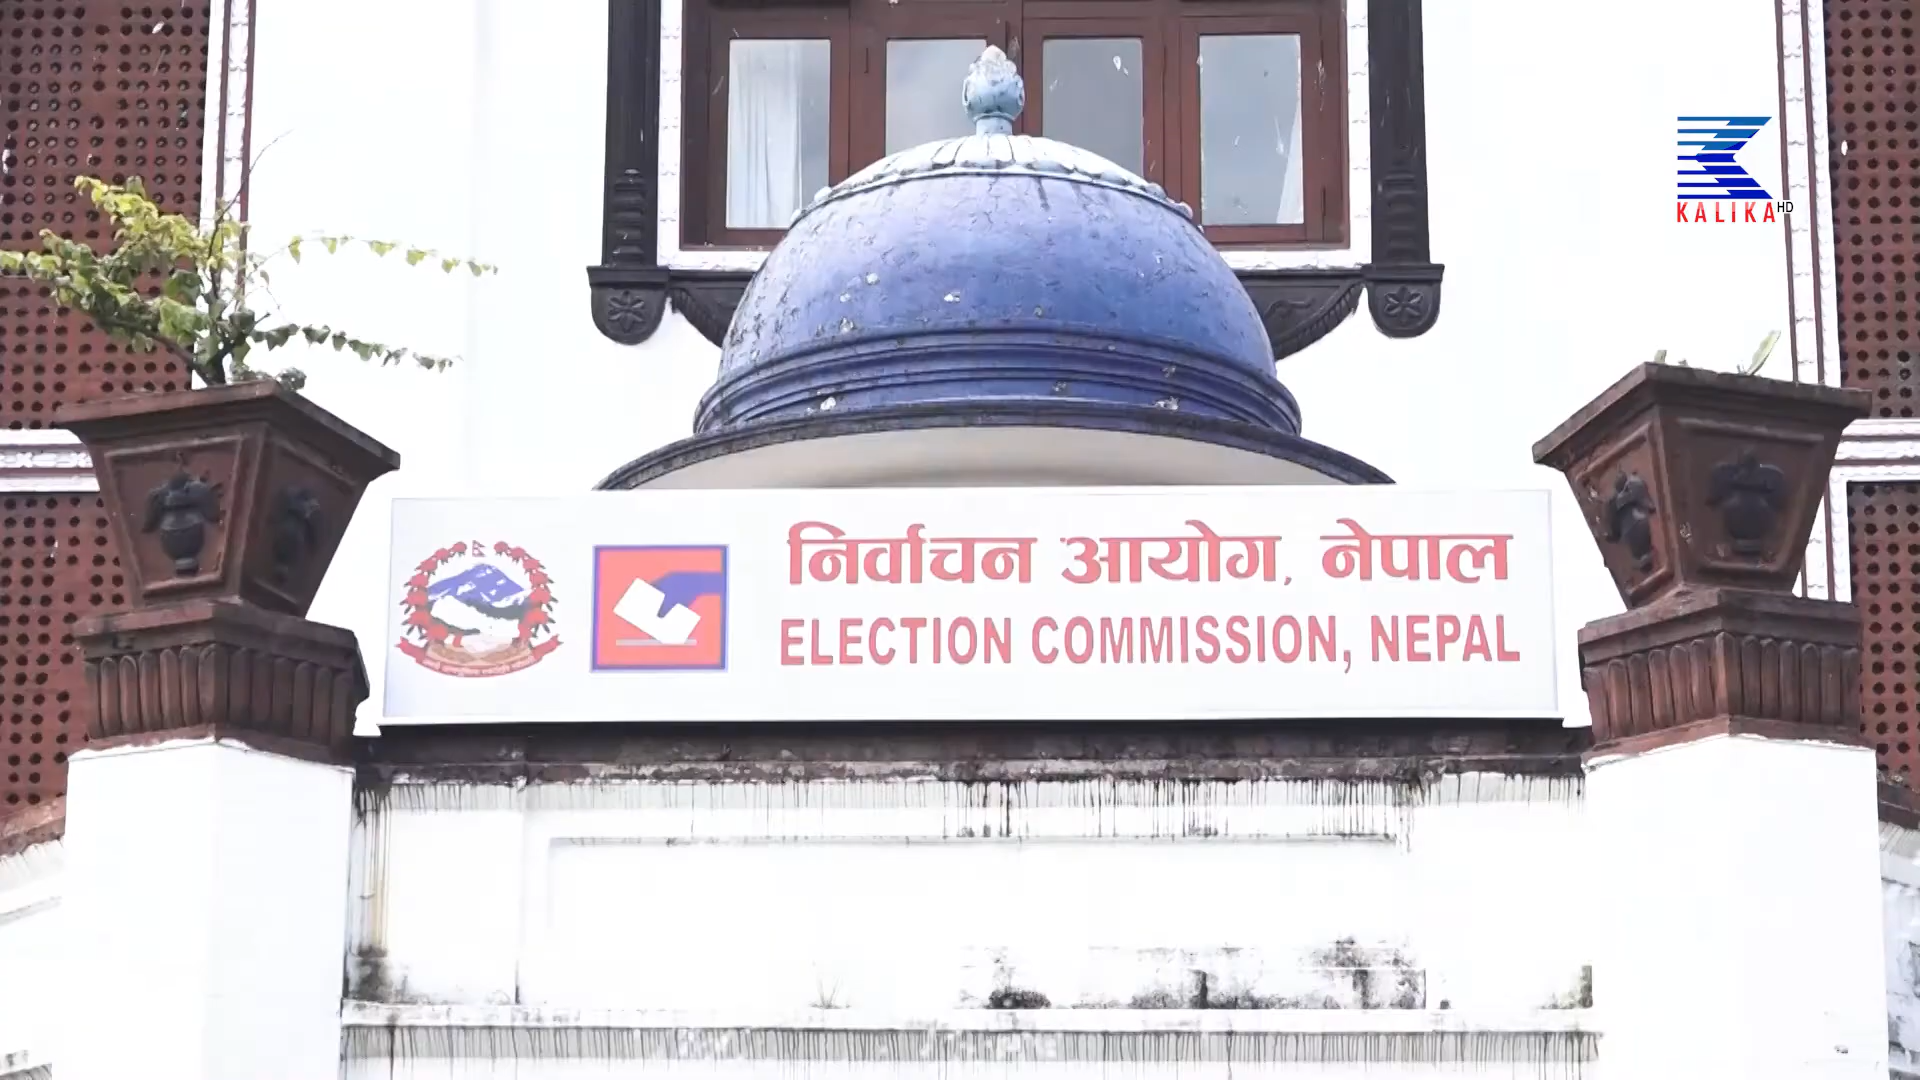 KALIKA HD
निर्वाचन आयोग, नेपाल
ELECTION COMMISSION, NEPAL